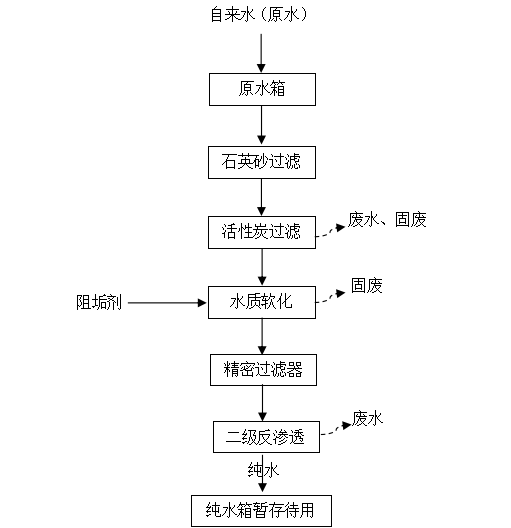 自来水（原水）
原水箱
石英砂过滤
活性炭过滤
废水、固废
阻垢剂
水质软化
固废
精密过滤器
二级反渗透
废水
纯水
纯水箱暂存待用